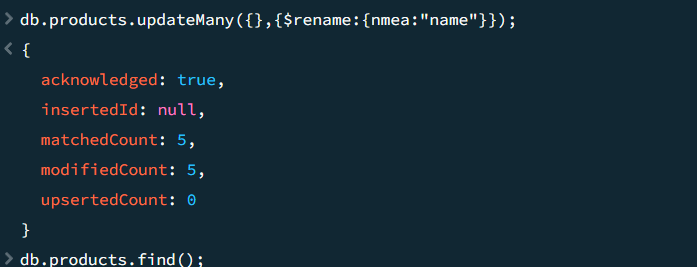 > db.products.updateMany({},{$rename:{nmea:"name"}});
< {
acknowledged: true,
insertedId: null,
matchedCount: 5,
modifiedCount: 5,
upsertedCount: 0
}
> db.products.find();